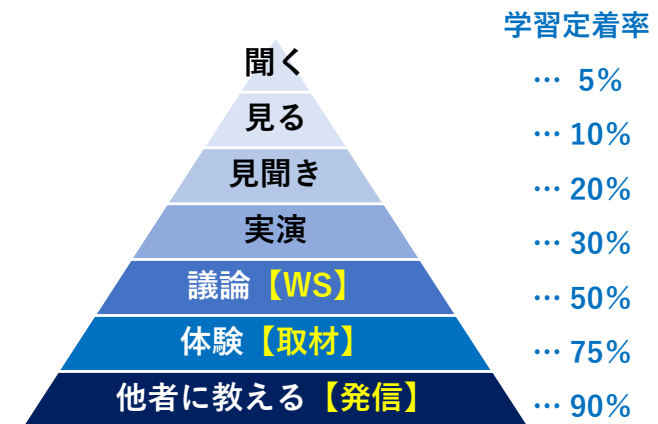 学習定着率
聞く … 5%
見る … 10%
見聞き … 20%
実演 … 30%
議論【WS】 … 50%
体験【取材】 … 75%
他者に教える【発信】 … 90%